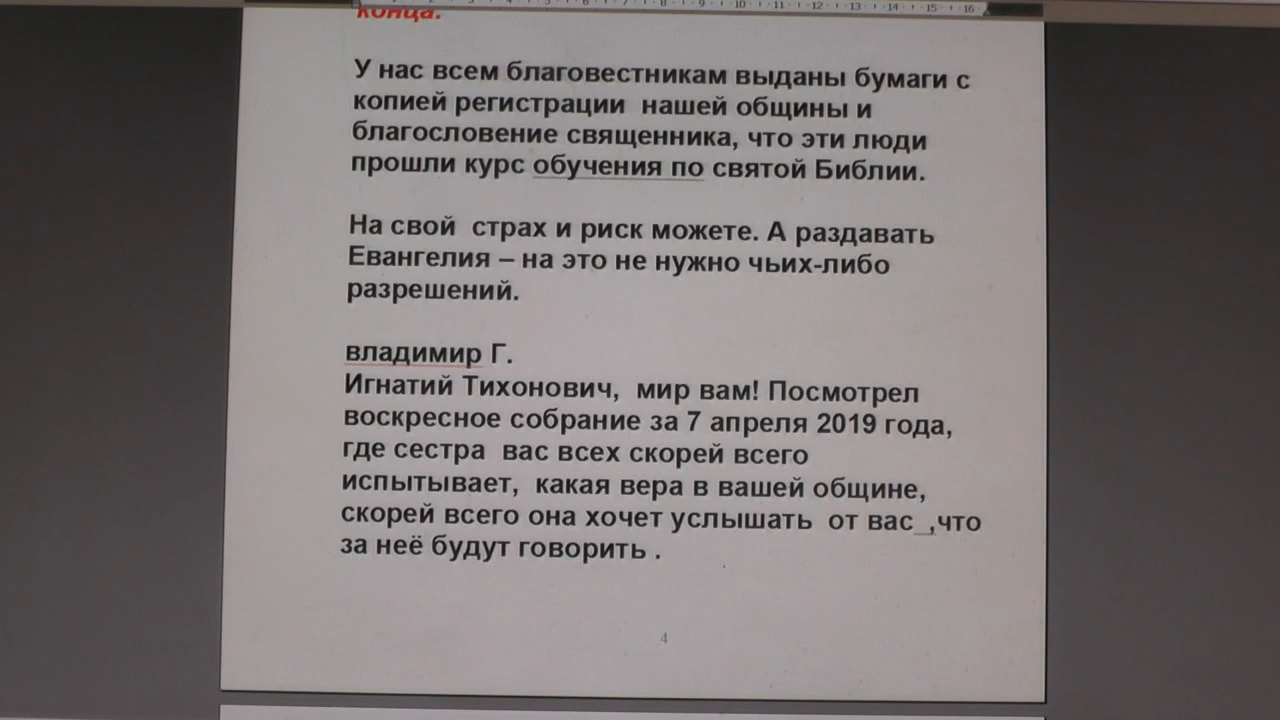 конца.
У нас всем благовестникам выданы бумаги с
копией регистрации  нашей общины и
благословение священника, что эти люди
прошли курс обучения по святой Библии.
На свой  страх и риск можете. А раздавать
Евангелия – на это не нужно чьих-либо
разрешений.
владимир Г.
Игнатий Тихонович,  мир вам! Посмотрел
воскресное собрание за 7 апреля 2019 года,
где сестра  вас всех скорей всего
испытывает,  какая вера в вашей общине,
скорей всего она хочет услышать  от вас  ,что
за неё будут говорить .
4